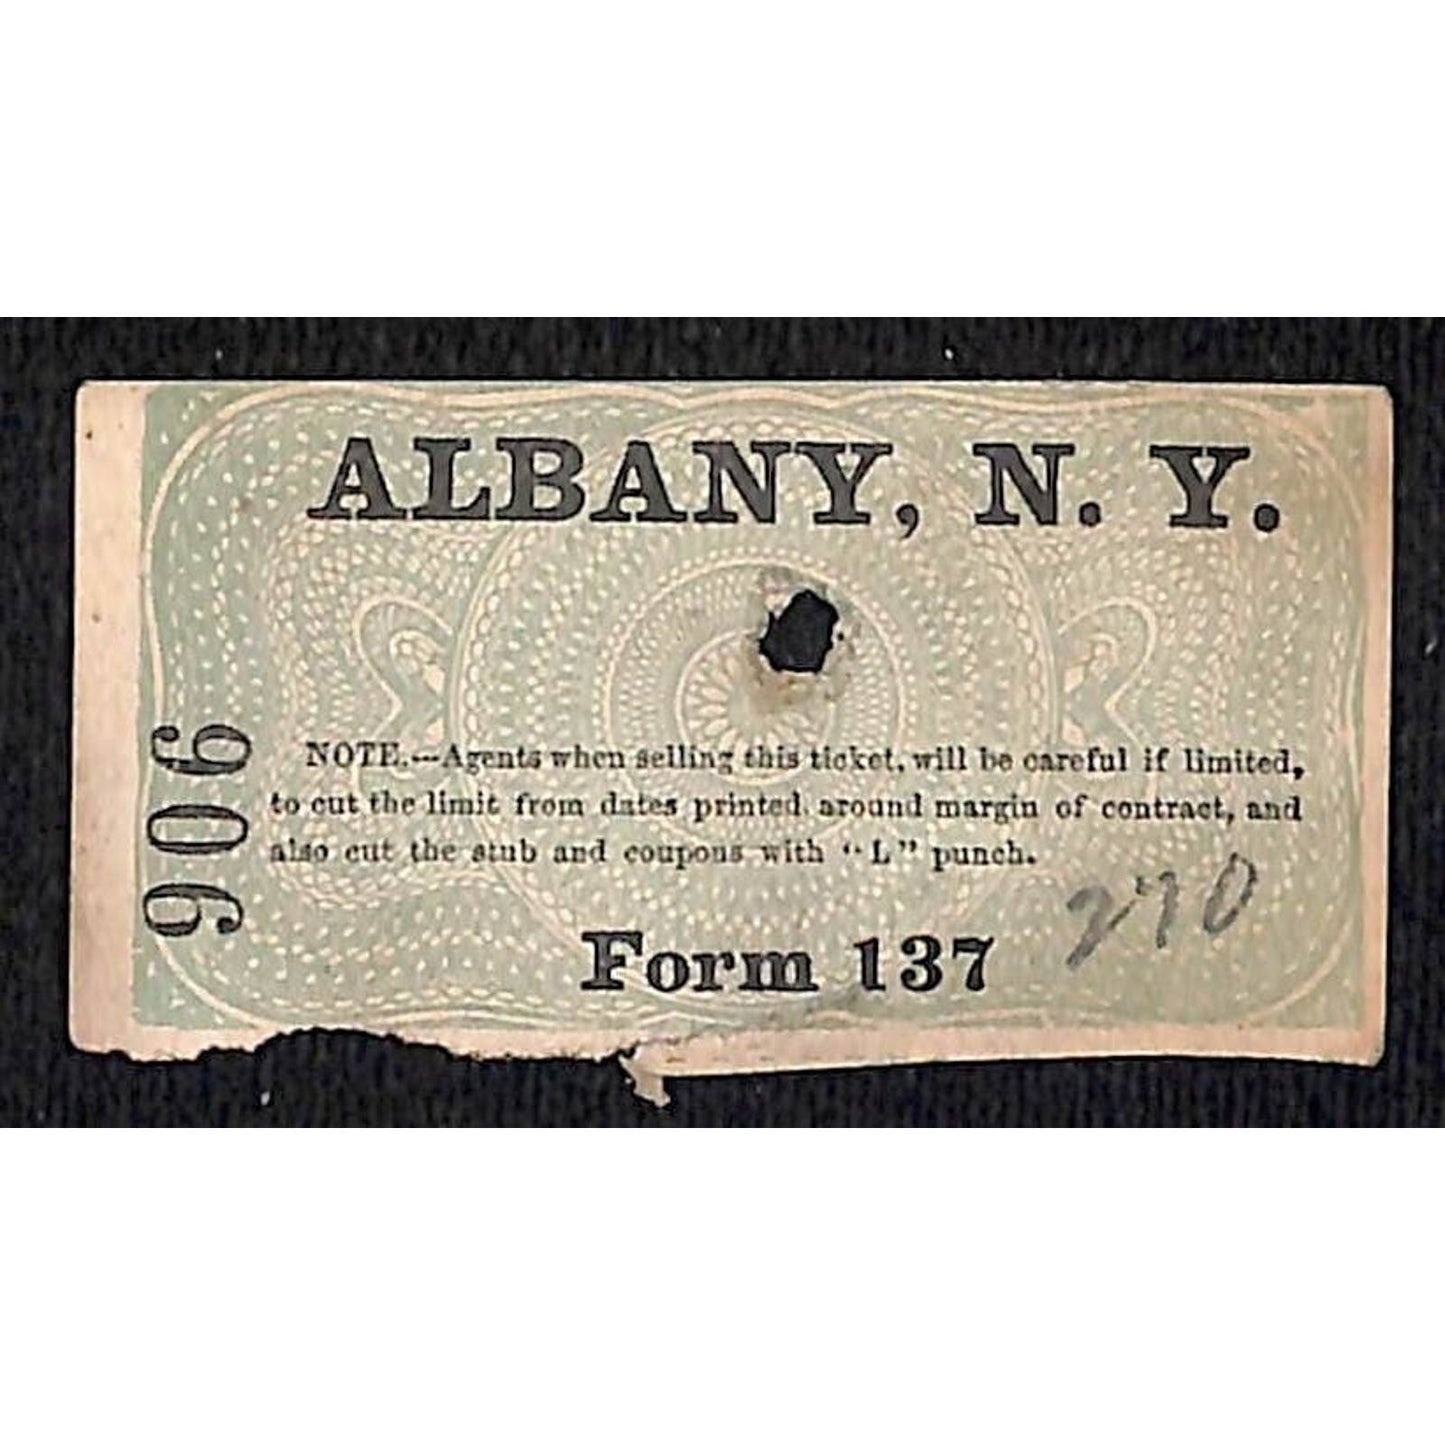 ALBANY, N. Y.
NOTE.—Agents when selling this ticket, will be careful if limited,
to cut the limit from dates printed around margin of contract, and
also cut the stub and coupons with "L" punch.
Form 137
270
906